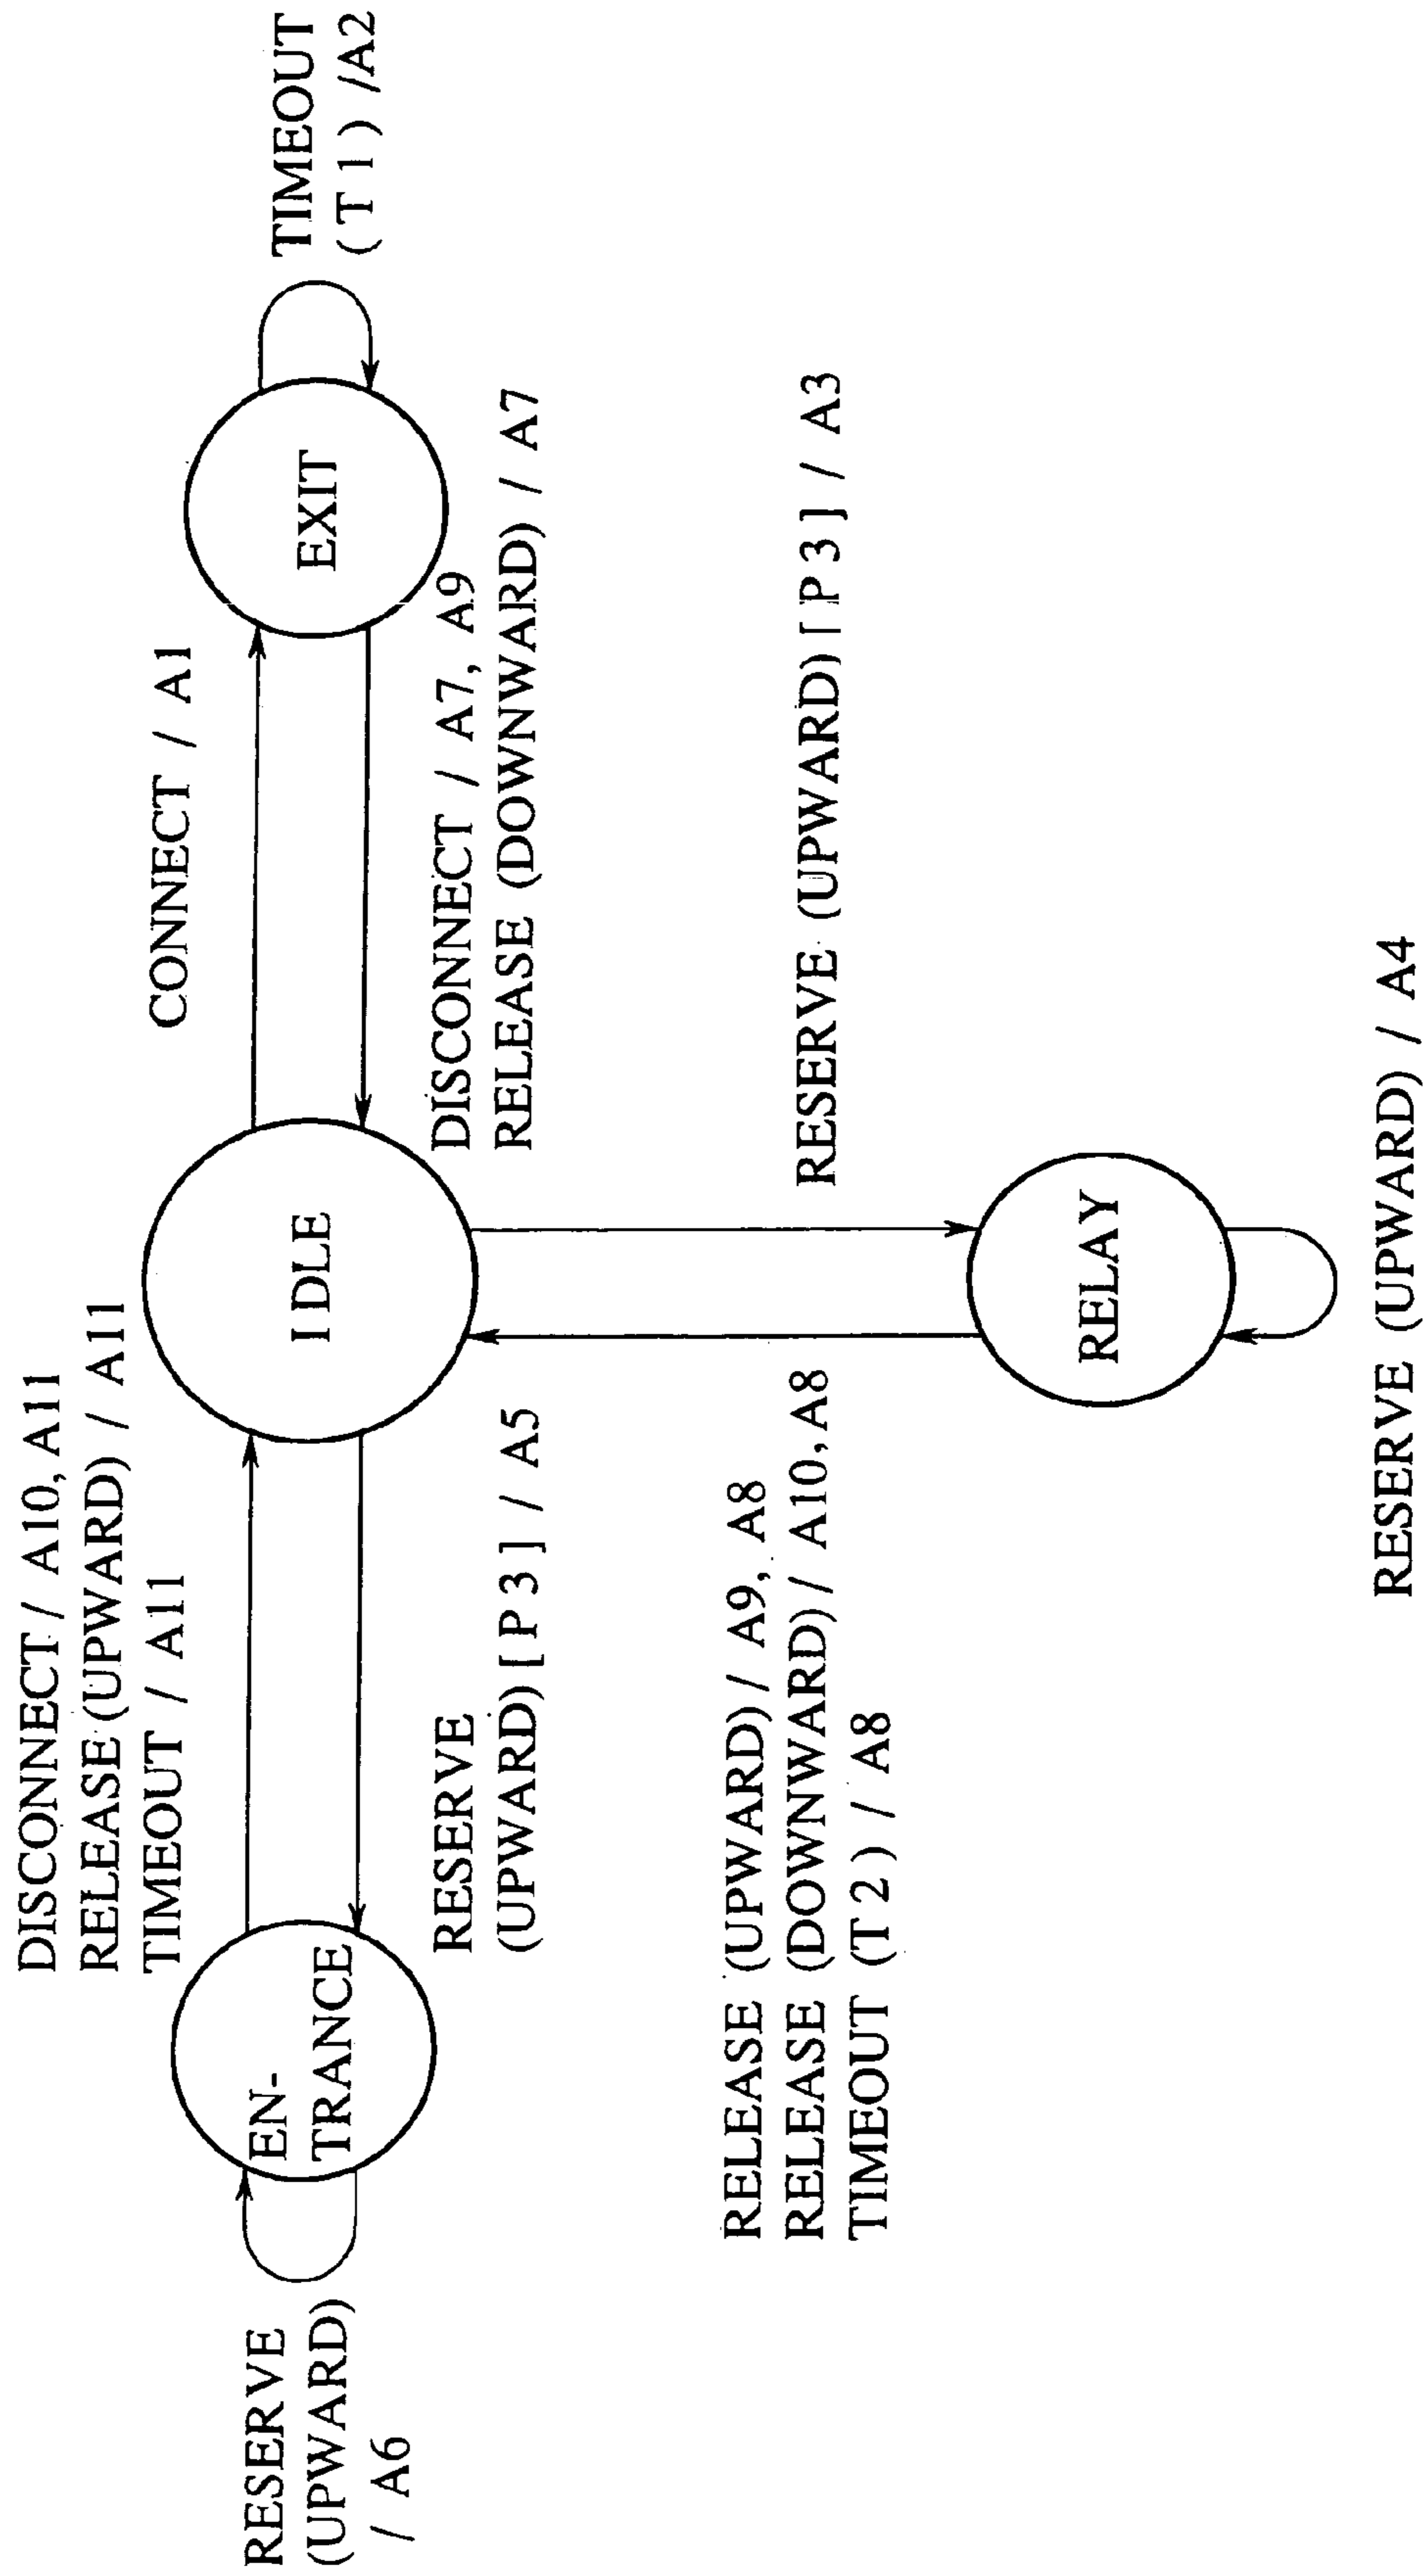 DISCONNECT / A10, A11
RELEASE (UPWARD) / A11
TIMEOUT / A11
CONNECT / A1
TIMEOUT
(T1) /A2
RESERVE
(UPWARD)
/ A6
EN-
TRANCE
IDLE
EXIT
RESERVE
(UPWARD) [P3] / A5
DISCONNECT / A7, A9
RELEASE (DOWNWARD) / A7
RELEASE (UPWARD) / A9, A8
RELEASE (DOWNWARD) / A10, A8
TIMEOUT (T2) / A8
RESERVE (UPWARD) [P3] / A3
RELAY
RESERVE (UPWARD) / A4